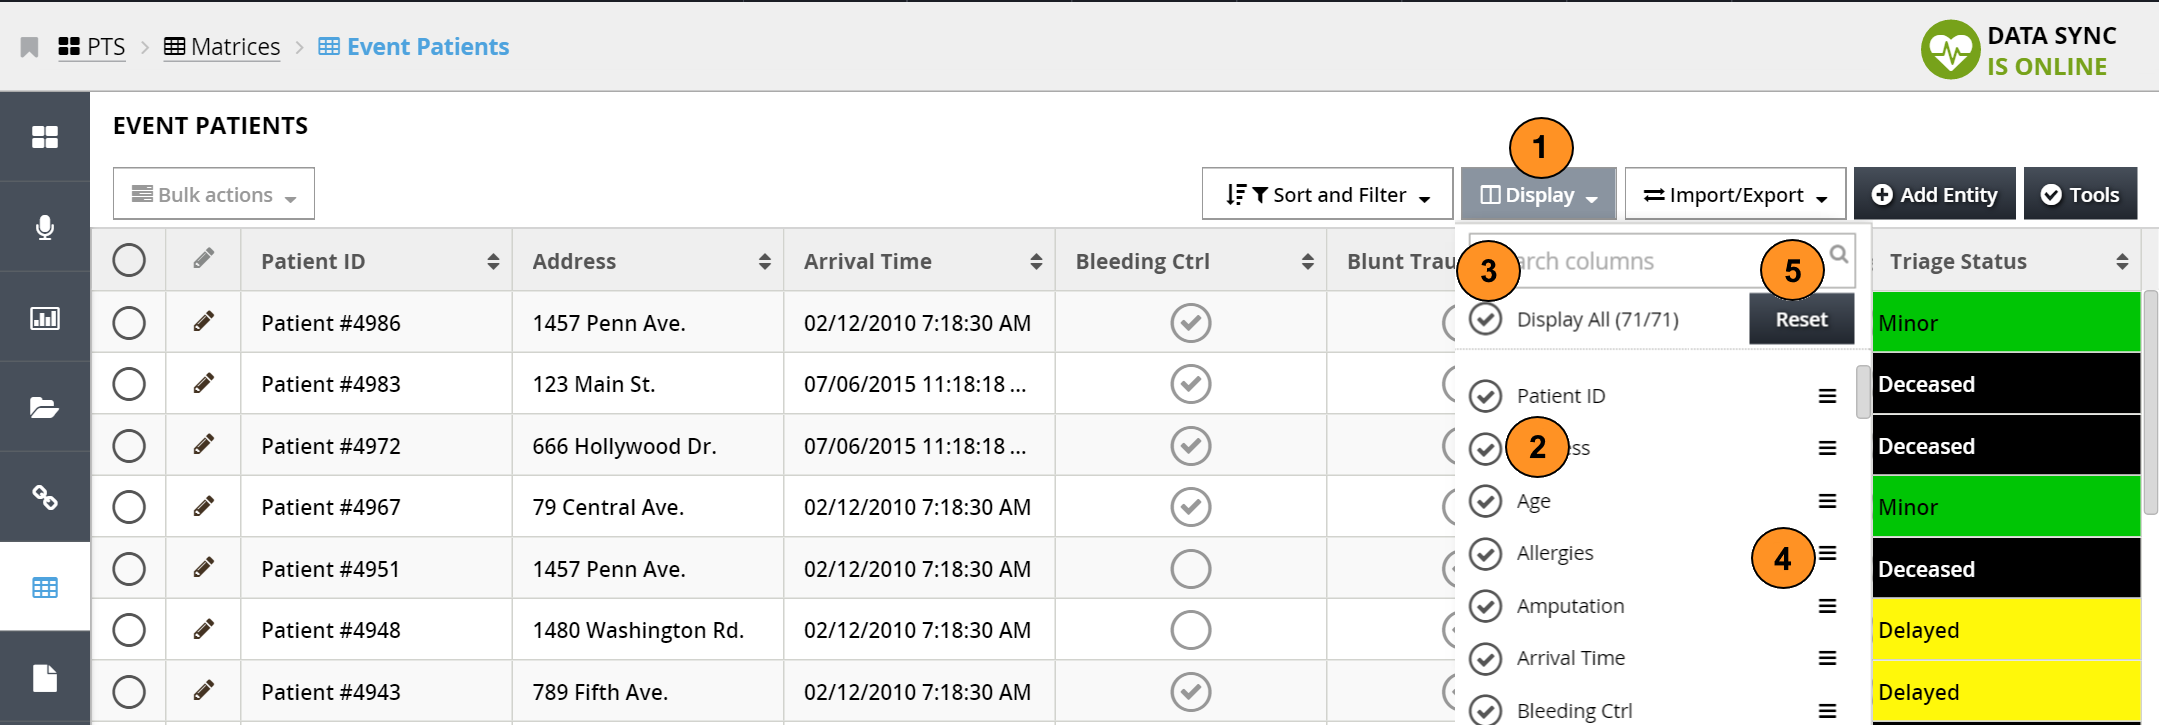 PTS > Matrices > Event Patients
DATA SYNC
IS ONLINE
EVENT PATIENTS
1
Bulk actions
Sort and Filter
Display
Import/Export
Add Entity
Tools
Patient ID Address Arrival Time Bleeding Ctrl Blunt Trau Triage Status
3 arch columns 5
Display All (71/71) Reset
Patient #4986 1457 Penn Ave. 02/12/2010 7:18:30 AM Minor
Patient #4983 123 Main St. 07/06/2015 11:18:18 ... Deceased
Patient #4972 666 Hollywood Dr. 07/06/2015 11:18:18 ... Deceased
Patient #4967 79 Central Ave. 02/12/2010 7:18:30 AM Minor
Patient #4951 1457 Penn Ave. 02/12/2010 7:18:30 AM Deceased
Patient #4948 1480 Washington Rd. 02/12/2010 7:18:30 AM Delayed
Patient #4943 789 Fifth Ave. 02/12/2010 7:18:30 AM Delayed
Patient ID
2 ess
Age
Allergies 4
Amputation
Arrival Time
Bleeding Ctrl